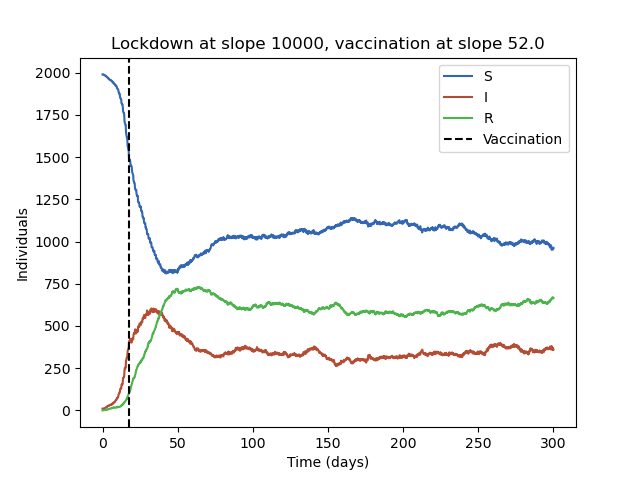 Lockdown at slope 10000, vaccination at slope 52.0
S
I
R
Vaccination
Individuals
2000
1750
1500
1250
1000
750
500
250
0
0 50 100 150 200 250 300
Time (days)